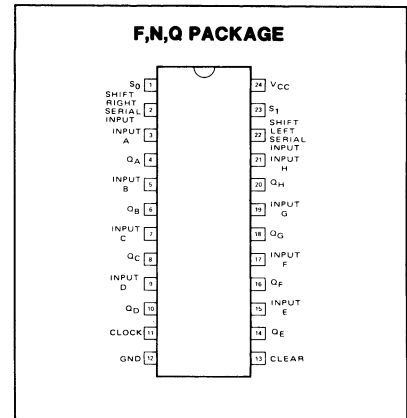 F,N,Q PACKAGE
S0 1
SHIFT
RIGHT
SERIAL
INPUT
2
INPUT
A
3
QA 4
INPUT
B
5
QB 6
INPUT
C
7
QC 8
INPUT
D
9
QD 10
CLOCK 11
GND 12
24 VCC
23 S1
SHIFT
LEFT
SERIAL
INPUT
22
21 INPUT
H
20 QH
19 INPUT
G
18 QG
17 INPUT
F
16 QF
15 INPUT
E
14 QE
13 CLEAR